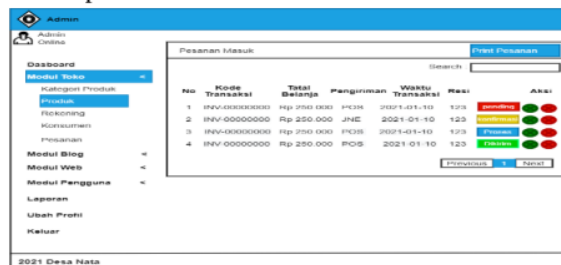 Admin
Admin
Online
Dasboard
Modul Toko
Kategori Produk
Produk
Rekening
Konsumen
Pesanan
Modul Blog
Modul Web
Modul Pengguna
Laporan
Ubah Profil
Keluar
Pesanan Masuk Print Pesanan
Search :
No Kode Transaksi Tatal Belanja Pengiriman Waktu Transaksi Resi Aksi
1 INV-00000000 Rp 250.000 POS 2021-01-10 123 pending
2 INV-00000000 Rp 250.000 JNE 2021-01-10 123 konfirmasi
3 INV-00000000 Rp 250.000 POS 2021-01-10 123 Proses
4 INV-00000000 Rp 250.000 POS 2021-01-10 123 Dikirim
Previous 1 Next
2021 Desa Nata